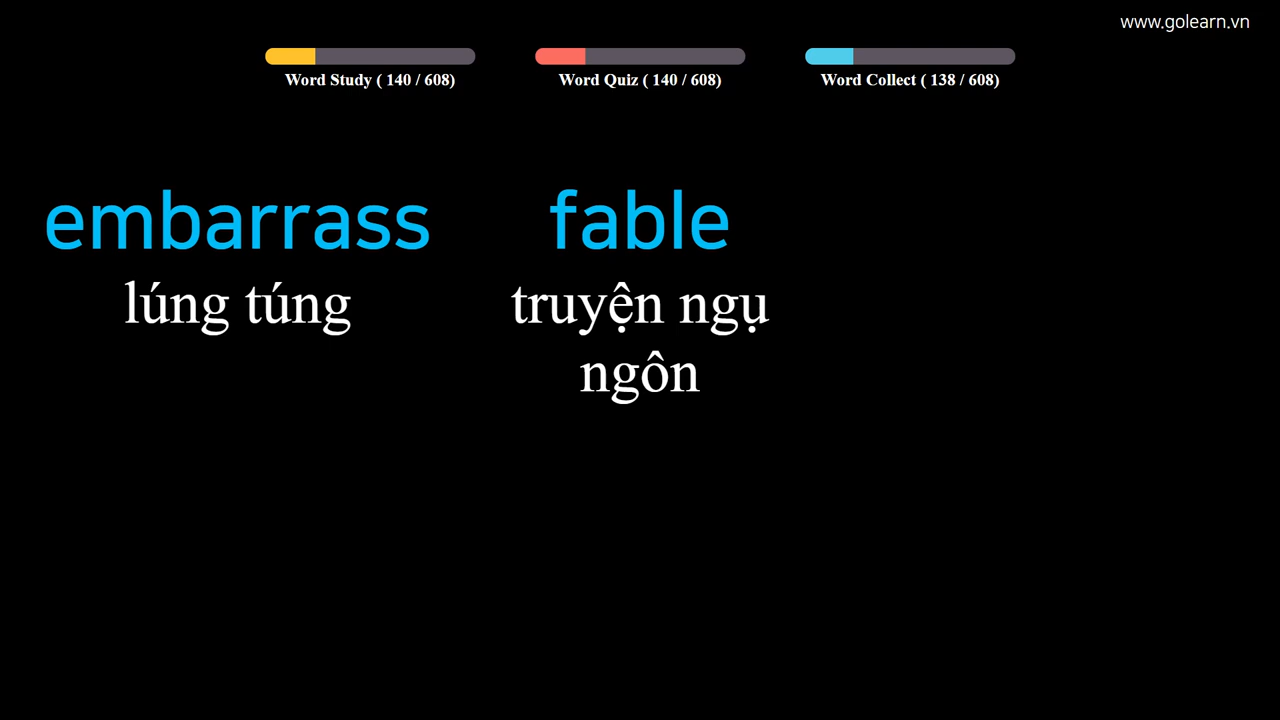 www.golearn.vn
Word Study ( 140 / 608)
Word Quiz ( 140 / 608)
Word Collect ( 138 / 608)
embarrass
lúng túng
fable
truyện ngụ
ngôn